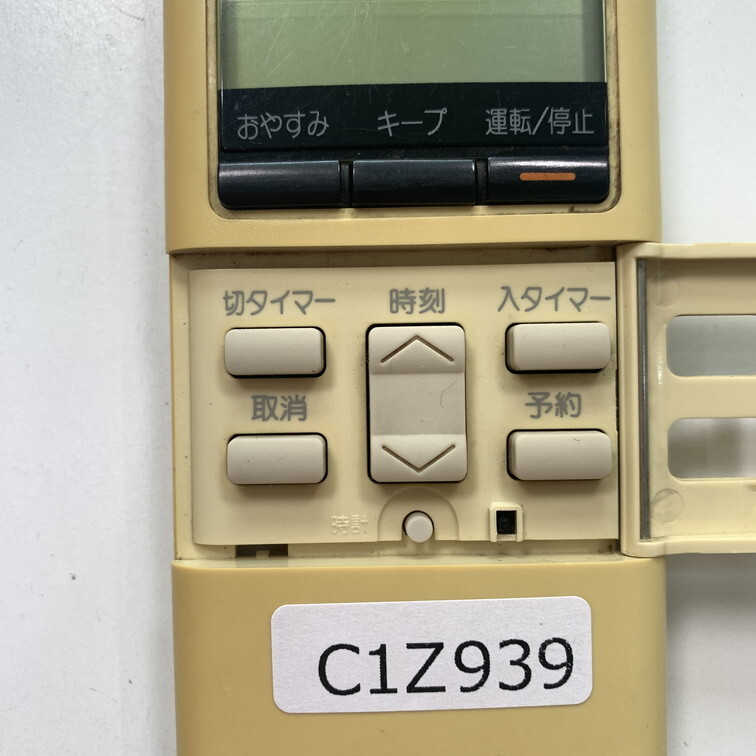 おやすみ キープ 運転/停止
切タイマー 時刻 入タイマー
取消 予約
時計
C1Z939